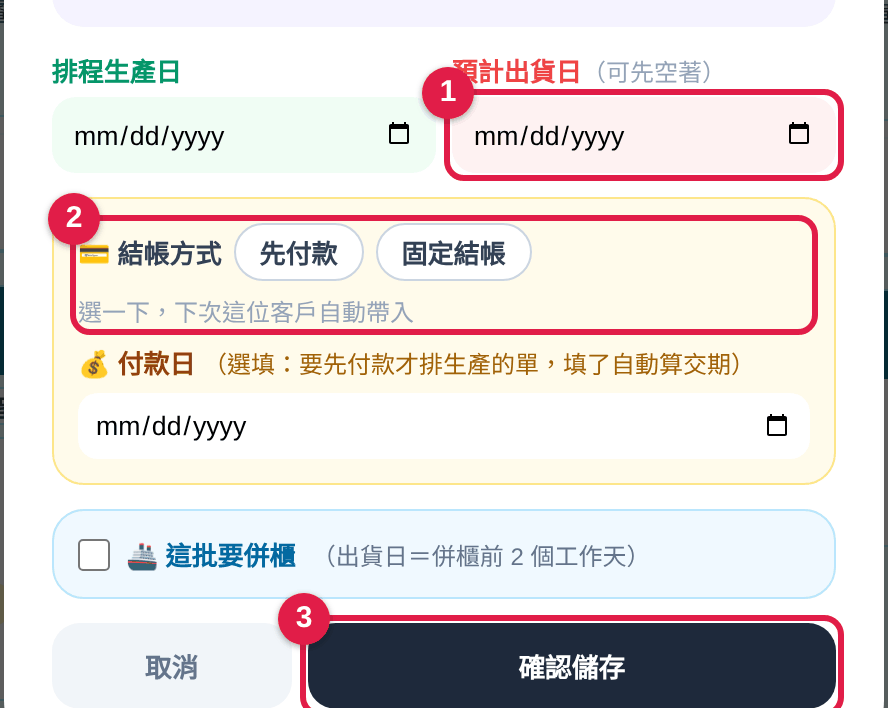 排程生產日
預計出貨日（可先空著）
1
mm/dd/yyyy
mm/dd/yyyy
2
結帳方式 先付款 固定結帳
選一下，下次這位客戶自動帶入
付款日（選填：要先付款才排生產的單，填了自動算交期）
mm/dd/yyyy
這批要併櫃（出貨日＝併櫃前 2 個工作天）
3
取消
確認儲存